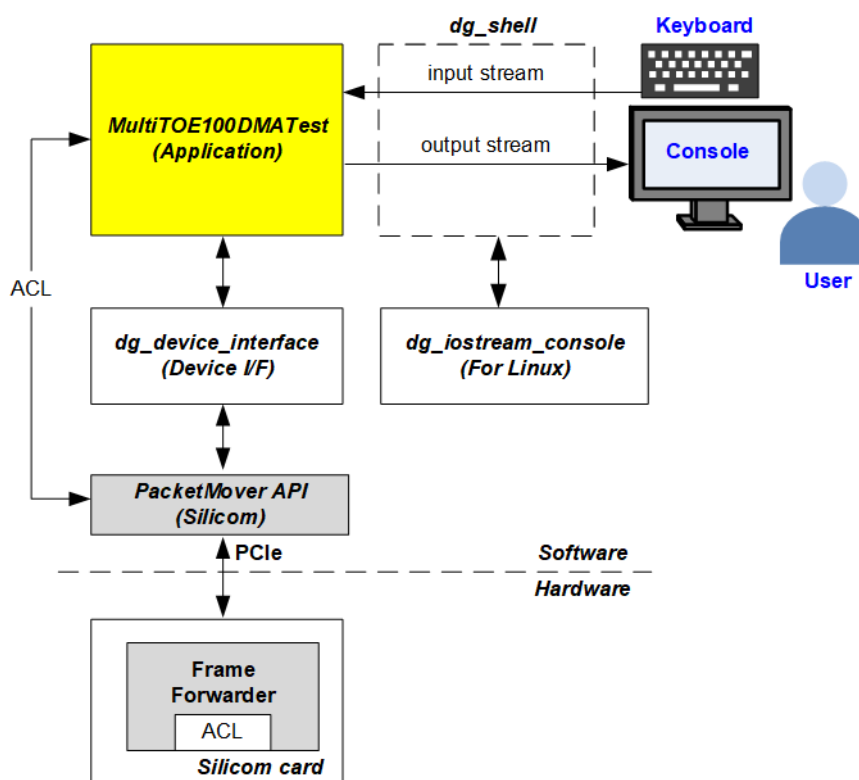 dg_shell
Keyboard
input stream
MultiTOE100DMATest
(Application)
output stream
Console
User
ACL
dg_device_interface
(Device I/F)
dg_iostream_console
(For Linux)
PacketMover API
(Silicom)
PCIe
Software
Hardware
Frame
Forwarder
ACL
Silicom card